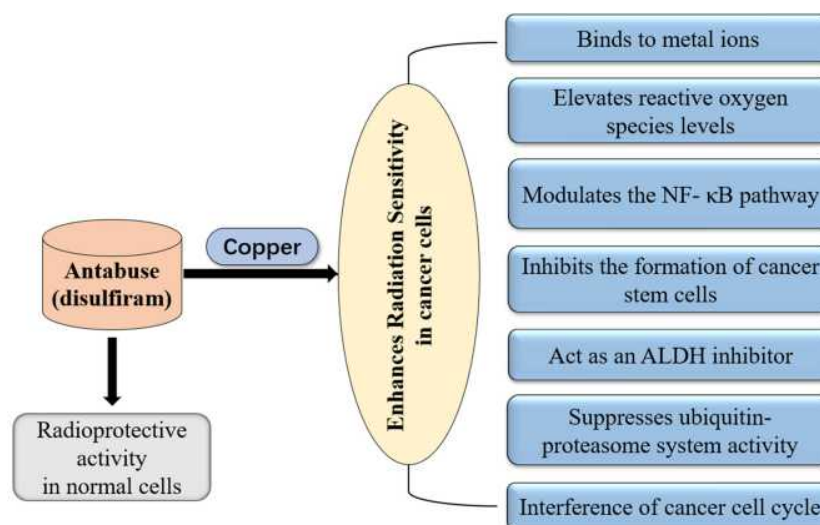 Binds to metal ions
Elevates reactive oxygen
species levels
Modulates the NF- κB pathway
Copper
Antabuse
(disulfiram)
Enhances Radiation Sensitivity
in cancer cells
Inhibits the formation of cancer
stem cells
Act as an ALDH inhibitor
Radioprotective
activity
in normal cells
Suppresses ubiquitin-
proteasome system activity
Interference of cancer cell cycle